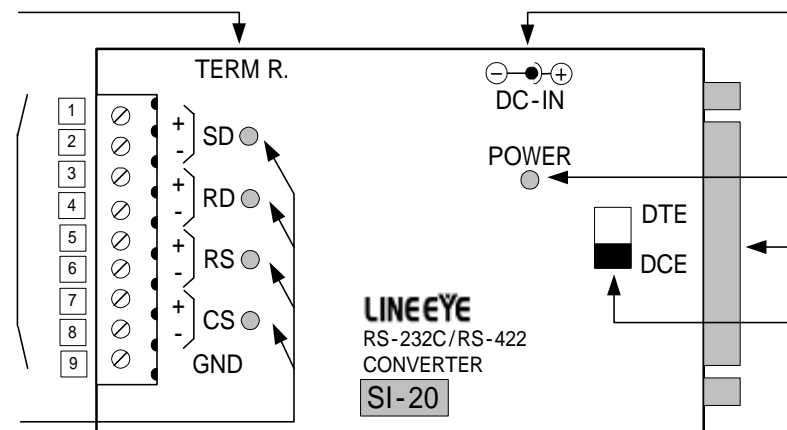 TERM R.
DC-IN
1
2
3
4
5
6
7
8
9
+
-
SD
+
-
RD
+
-
RS
+
-
CS
GND
POWER
DTE
DCE
LINEEYE
RS-232C/RS-422
CONVERTER
SI-20